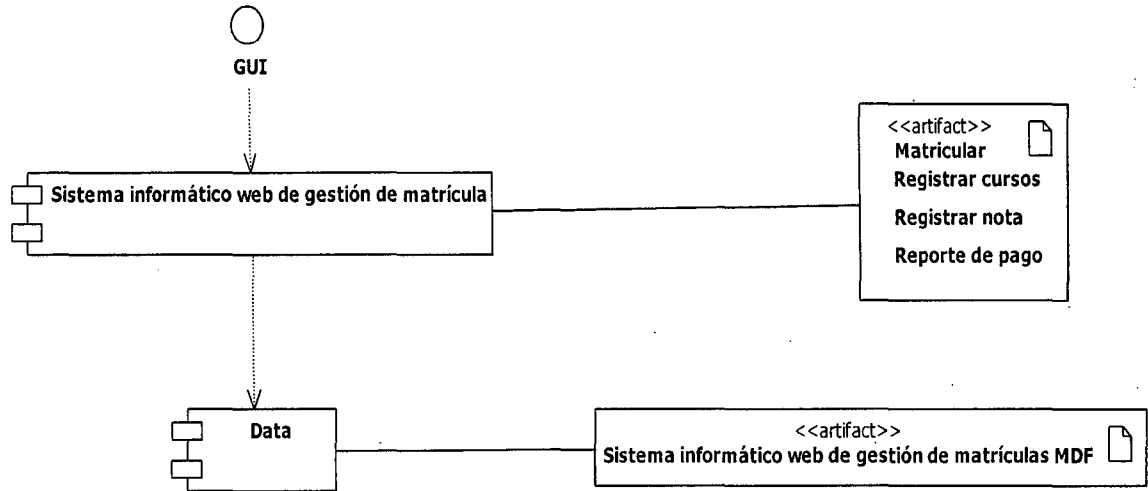 GUI
Sistema informático web de gestión de matrícula
<<artifact>>
Matricular
Registrar cursos
Registrar nota
Reporte de pago
Data
<<artifact>>
Sistema informático web de gestión de matrículas MDF